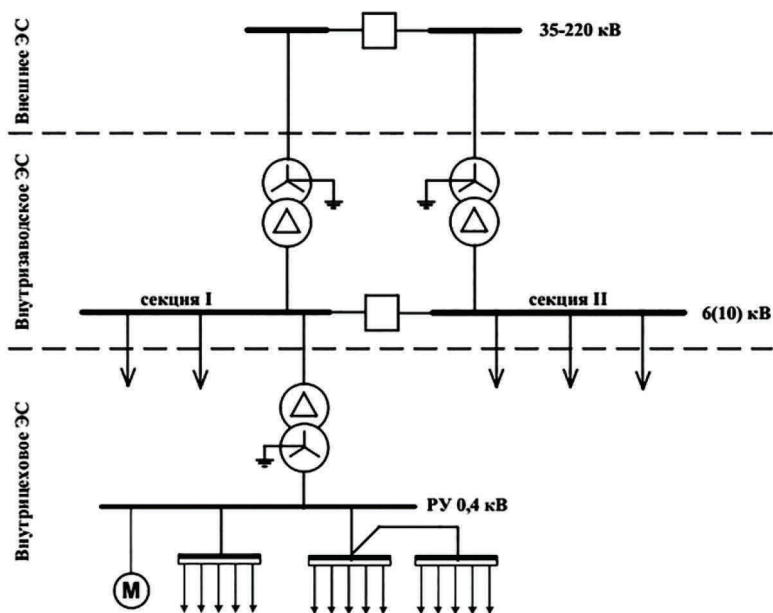 Внешнее ЭС
35-220 кВ
Внутризаводское ЭС
секция I
секция II
6(10) кВ
Внутрицеховое ЭС
РУ 0,4 кВ
М